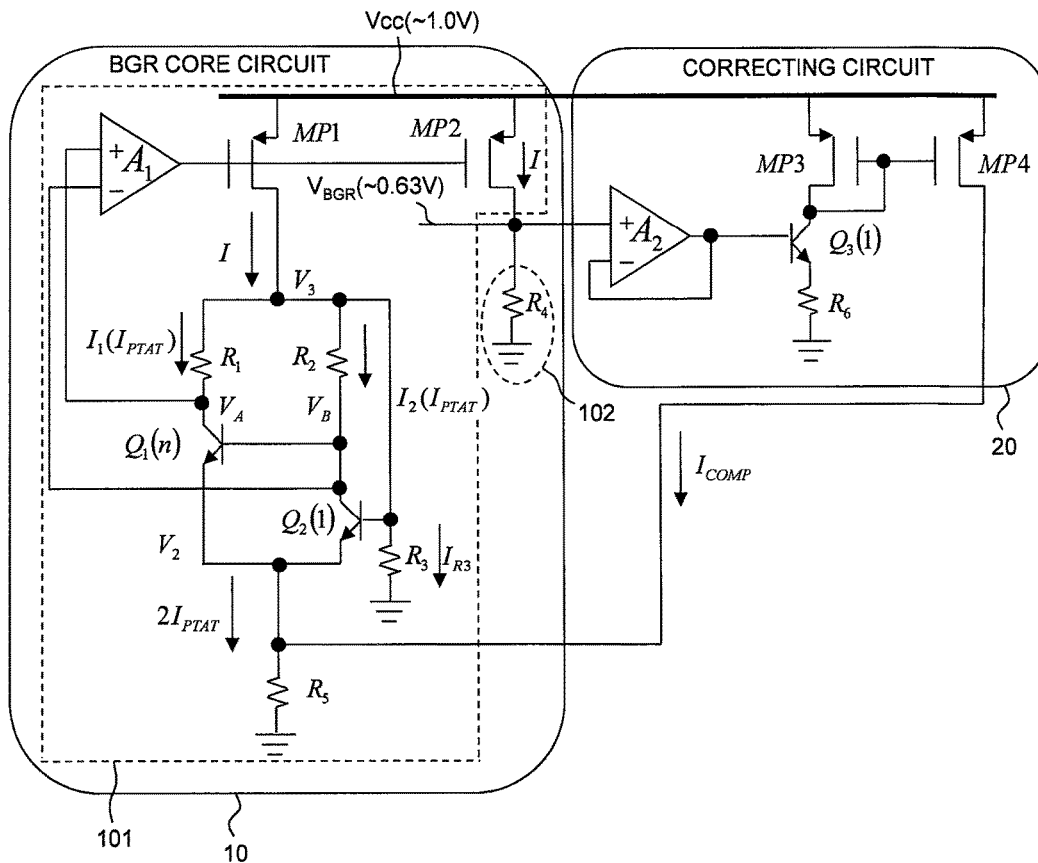 Vcc(~1.0V)
BGR CORE CIRCUIT
CORRECTING CIRCUIT
+
A₁
−
MP1
MP2
I
MP3
MP4
V_BGR(~0.63V)
+
A₂
−
Q₃(1)
I
V₃
R₄
R₆
I₁(I_PTAT)
R₁
R₂
I₂(I_PTAT)
102
20
V_A
V_B
Q₁(n)
I_COMP
Q₂(1)
V₂
R₃
I_R3
2I_PTAT
R₅
101
10